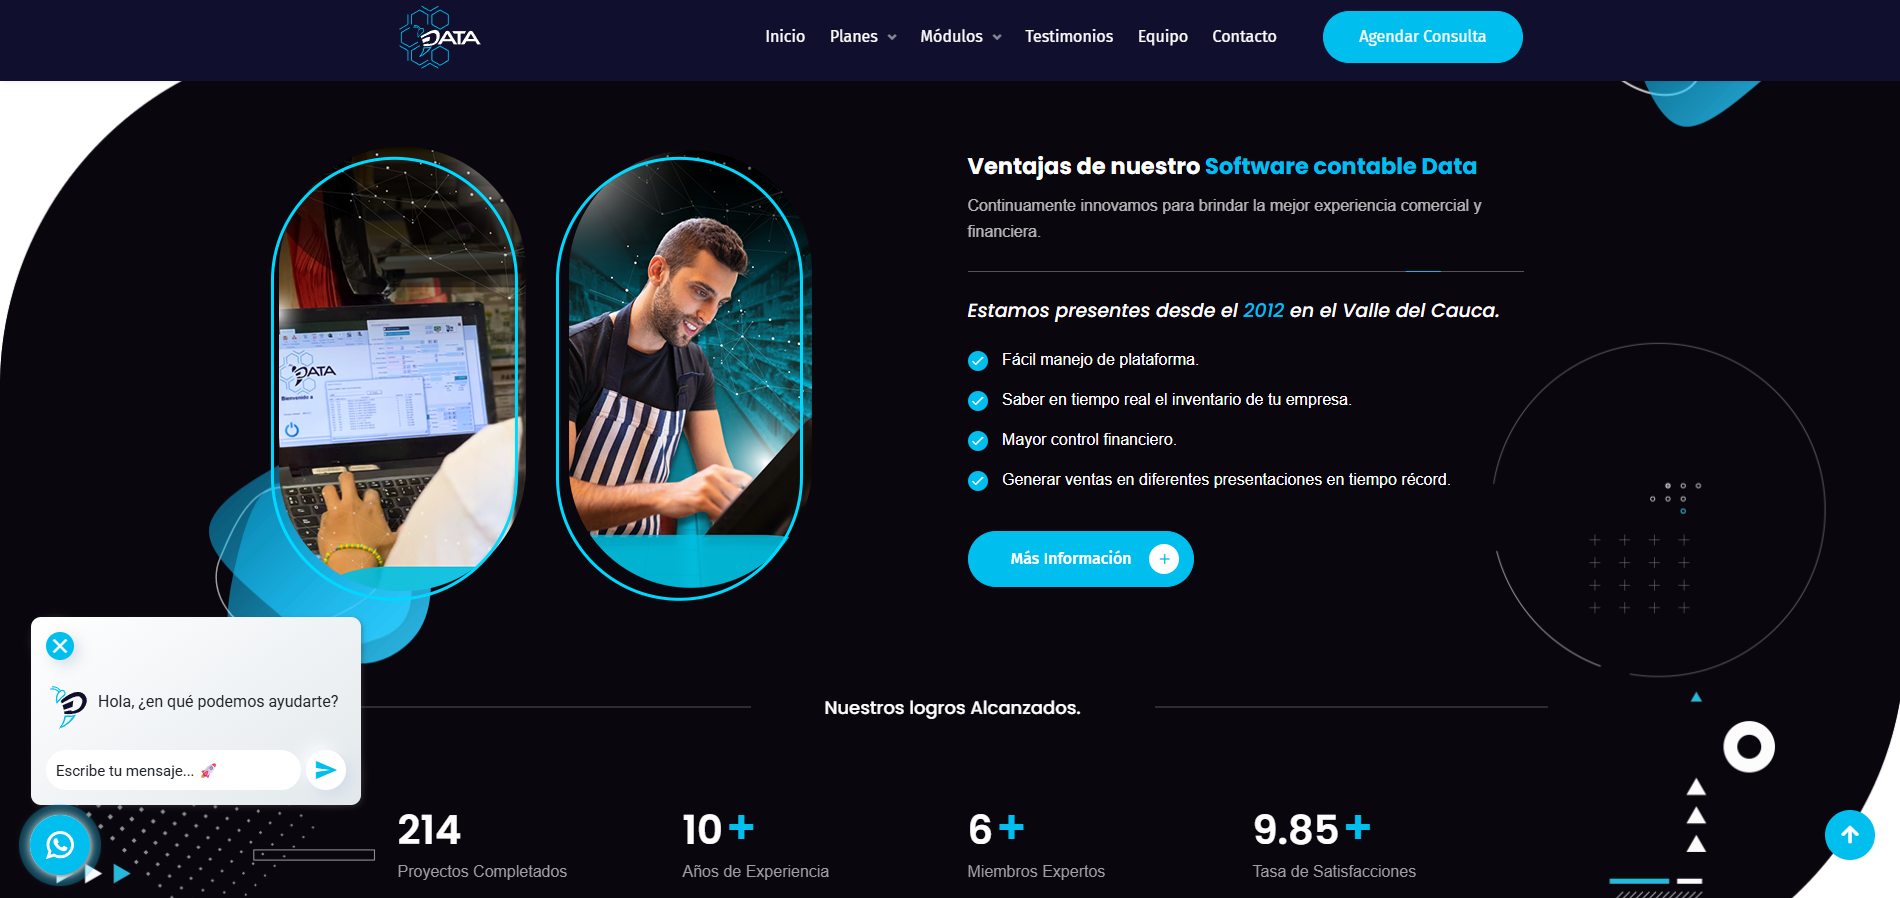 DATA
Inicio
Planes
Módulos
Testimonios
Equipo
Contacto
Agendar Consulta
DATA
Bienvenido a
Ventajas de nuestro Software contable Data
Continuamente innovamos para brindar la mejor experiencia comercial y
financiera.
Estamos presentes desde el 2012 en el Valle del Cauca.
Fácil manejo de plataforma.
Saber en tiempo real el inventario de tu empresa.
Mayor control financiero.
Generar ventas en diferentes presentaciones en tiempo récord.
Más Información
Hola, ¿en qué podemos ayudarte?
Escribe tu mensaje... 🚀
Nuestros logros Alcanzados.
214
Proyectos Completados
10 +
Años de Experiencia
6 +
Miembros Expertos
9.85 +
Tasa de Satisfacciones